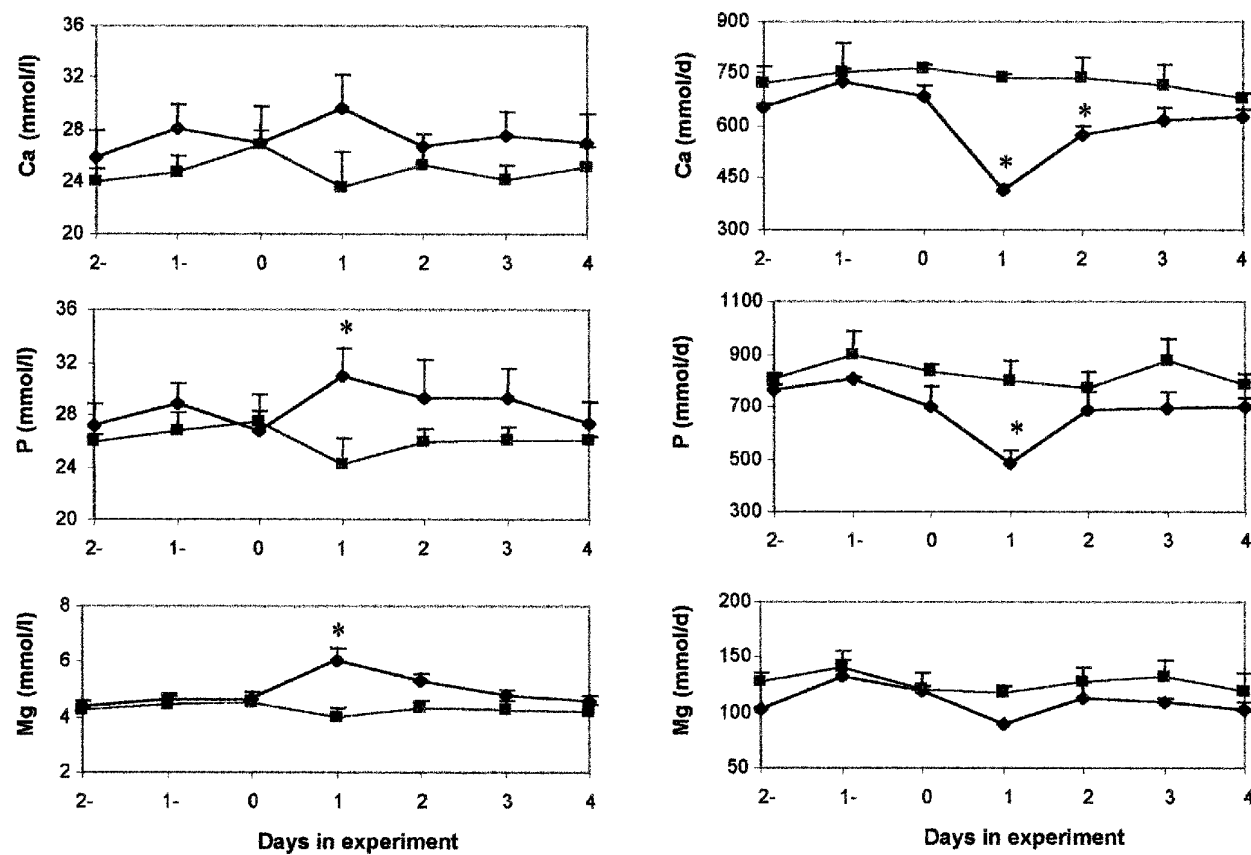 Ca (mmol/l)
36
32
28
24
20
2- 1- 0 1 2 3 4
Ca (mmol/d)
900
750
600
450
300
* *
2- 1- 0 1 2 3 4
P (mmol/l)
36
32
28
24
20
*
2- 1- 0 1 2 3 4
P (mmol/d)
1100
900
700
500
300
*
2- 1- 0 1 2 3 4
Mg (mmol/l)
8
6
4
2
*
2- 1- 0 1 2 3 4
Days in experiment
Mg (mmol/d)
200
150
100
50
2- 1- 0 1 2 3 4
Days in experiment